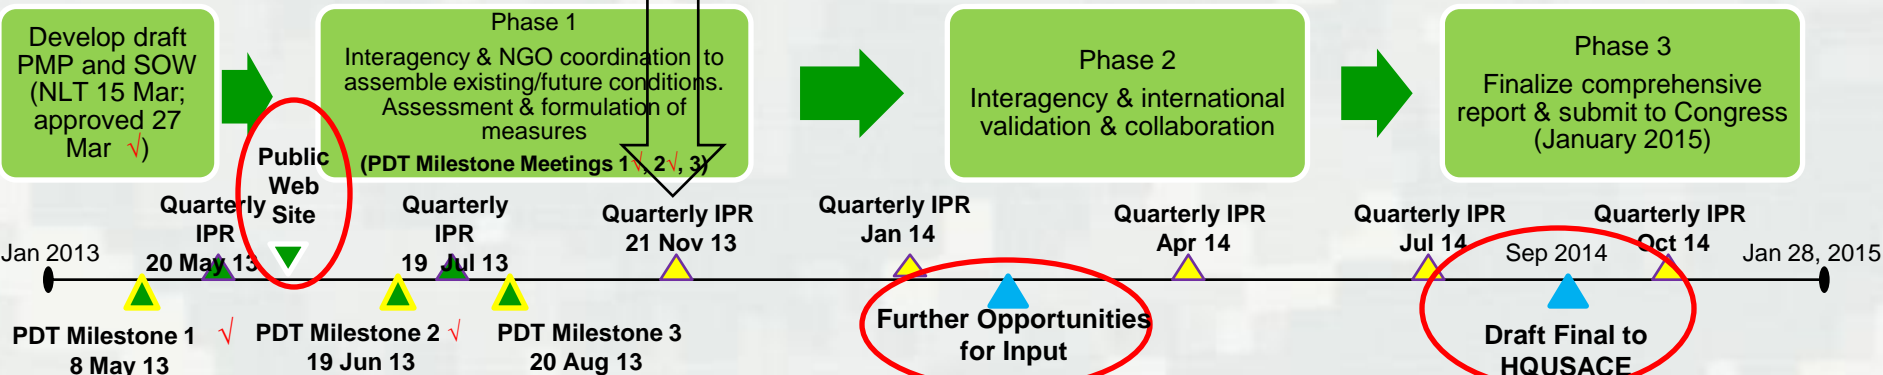 Develop draft
PMP and SOW
(NLT 15 Mar;
approved 27
Mar √)
Phase 1
Interagency & NGO coordination to
assemble existing/future conditions.
Assessment & formulation of
measures
(PDT Milestone Meetings 1√, 2√, 3)
Phase 2
Interagency & international
validation & collaboration
Phase 3
Finalize comprehensive
report & submit to Congress
(January 2015)
Public
Web
Site
Quarterly
IPR
20 May 13
Quarterly
IPR
19 Jul 13
Quarterly IPR
21 Nov 13
Quarterly IPR
Jan 14
Quarterly IPR
Apr 14
Quarterly IPR
Jul 14
Quarterly IPR
Oct 14
Jan 2013
Sep 2014
Jan 28, 2015
PDT Milestone 1 √
8 May 13
PDT Milestone 2 √
19 Jun 13
PDT Milestone 3
20 Aug 13
Further Opportunities
for Input
Draft Final to
HQUSACE